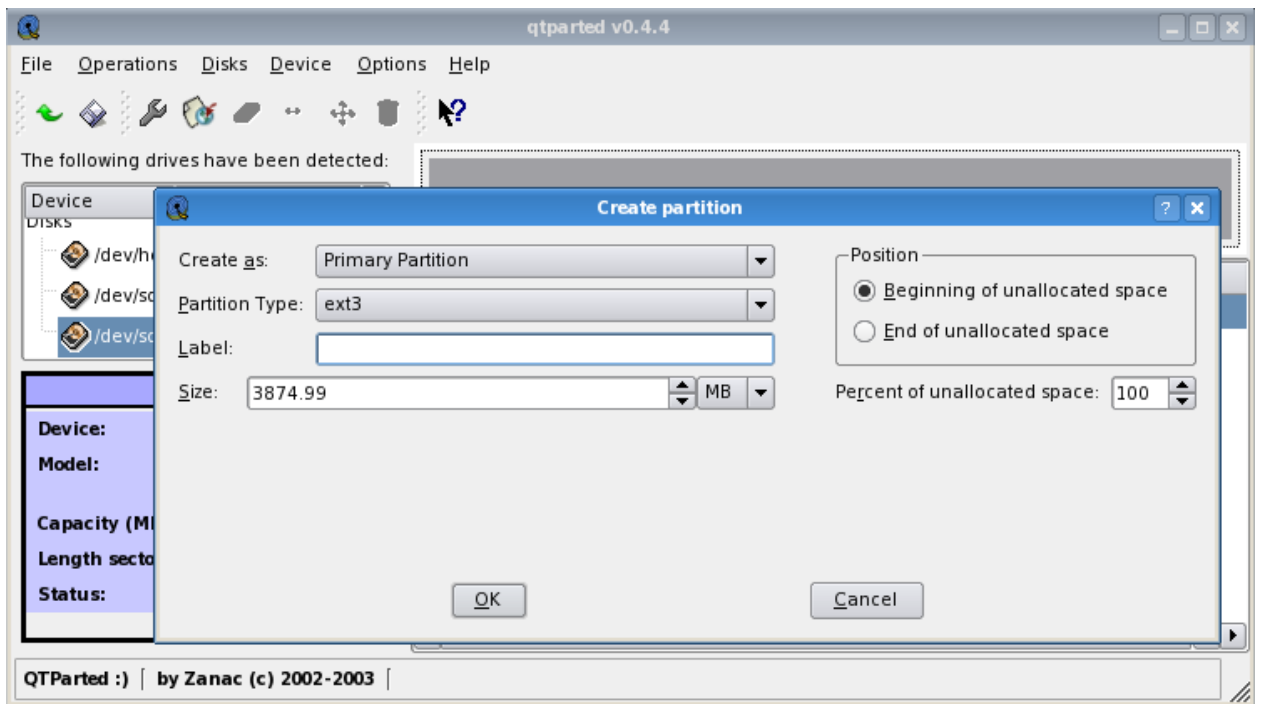 qtparted v0.4.4
File Operations Disks Device Options Help
The following drives have been detected:
Device
Disks
/dev/
/dev/
/dev/
Create partition
Create as: Primary Partition
Partition Type: ext3
Label:
Size: 3874.99 MB
Position
Beginning of unallocated space
End of unallocated space
Percent of unallocated space: 100
OK Cancel
Device:
Model:
Capacity
Length
Status:
QTParted :) by Zanac (c) 2002-2003